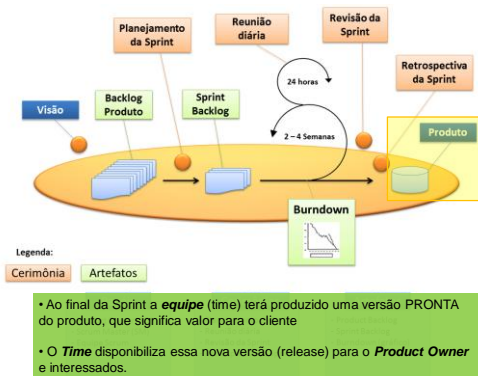 Planejamento
da Sprint
Reunião
diária
Revisão da
Sprint
Retrospectiva
da Sprint
24 horas
Visão
Backlog
Produto
Sprint
Backlog
2 – 4 Semanas
Produto
Burndown
Legenda:
Cerimônia
Artefatos
• Ao final da Sprint a equipe (time) terá produzido uma versão PRONTA
do produto, que significa valor para o cliente
• O Time disponibiliza essa nova versão (release) para o Product Owner
e interessados.